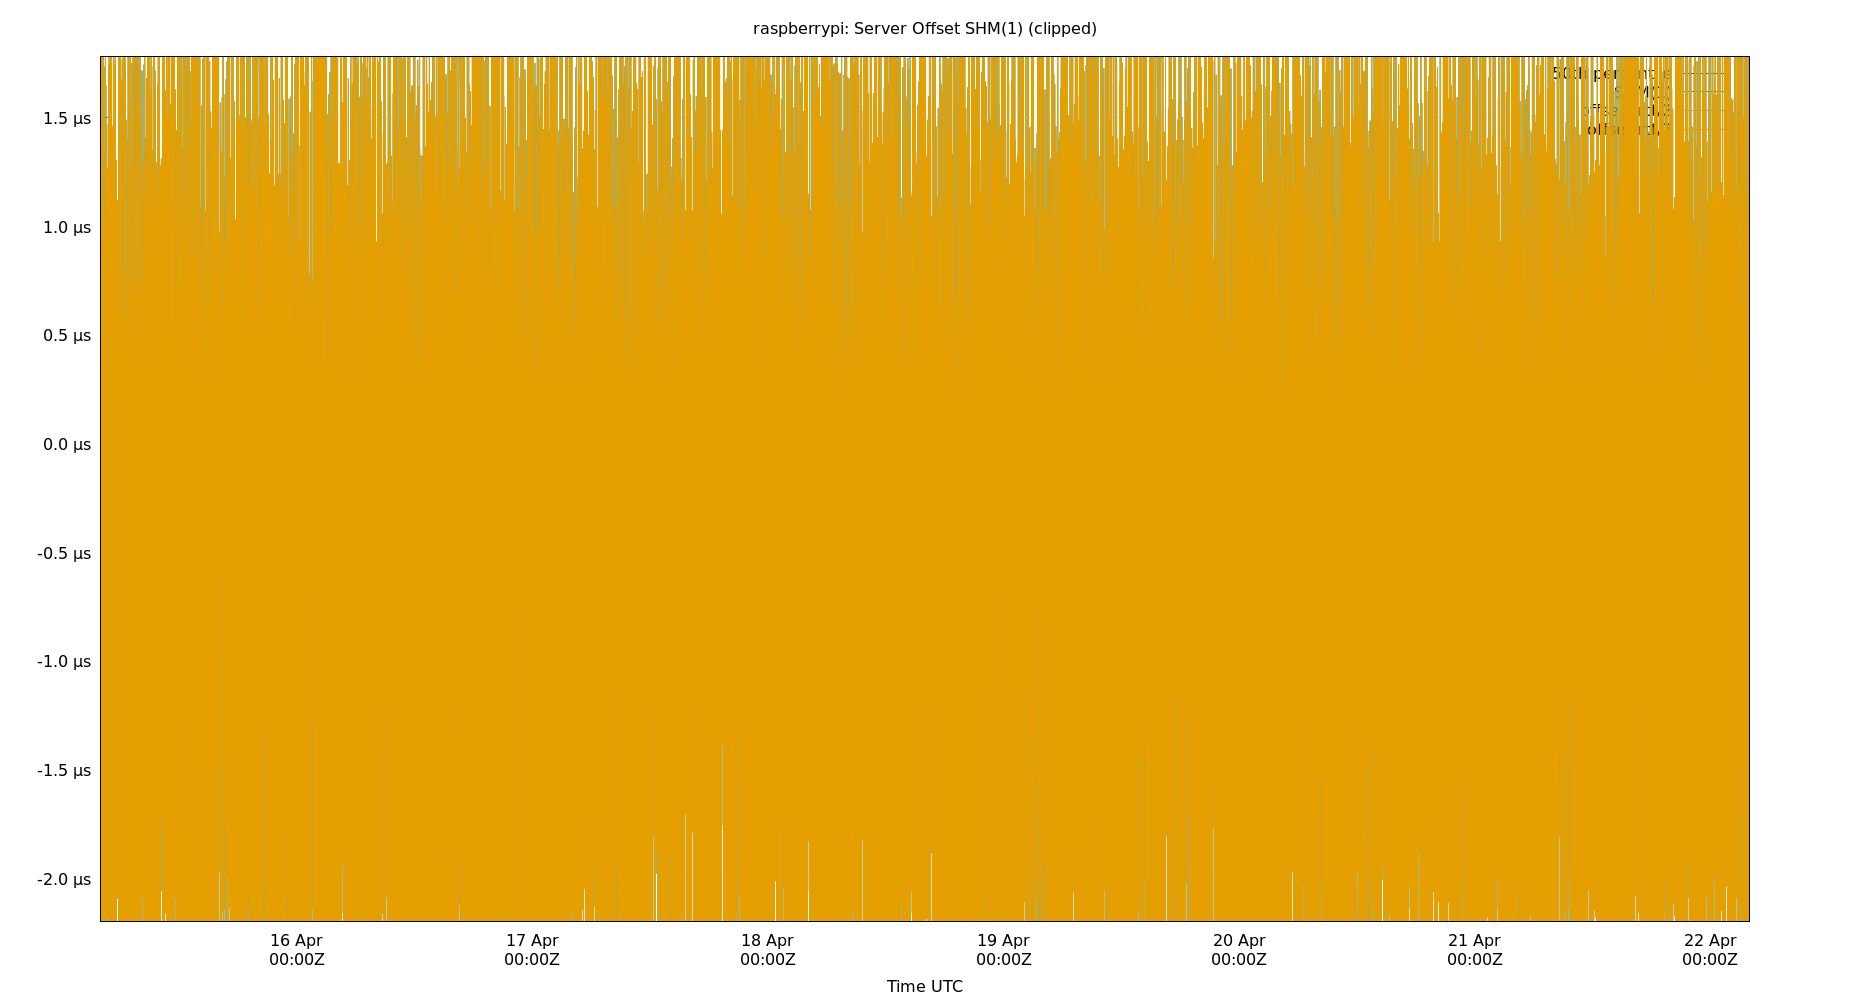 raspberrypi: Server Offset SHM(1) (clipped)
1.5 µs
1.0 µs
0.5 µs
0.0 µs
-0.5 µs
-1.0 µs
-1.5 µs
-2.0 µs
16 Apr
00:00Z
17 Apr
00:00Z
18 Apr
00:00Z
19 Apr
00:00Z
20 Apr
00:00Z
21 Apr
00:00Z
22 Apr
00:00Z
Time UTC